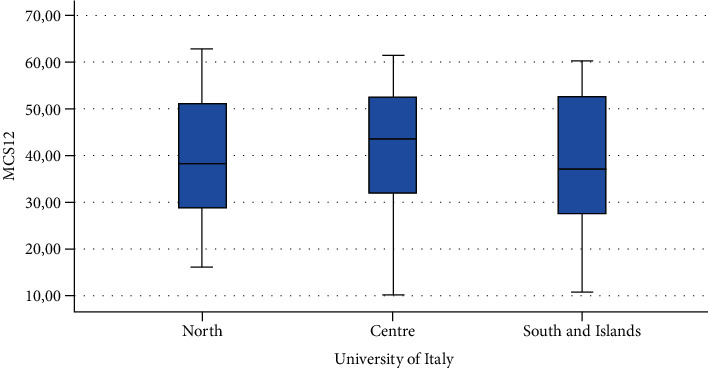 70,00
60,00
50,00
40,00
30,00
20,00
10,00
MCS12
North
Centre
South and Islands
University of Italy